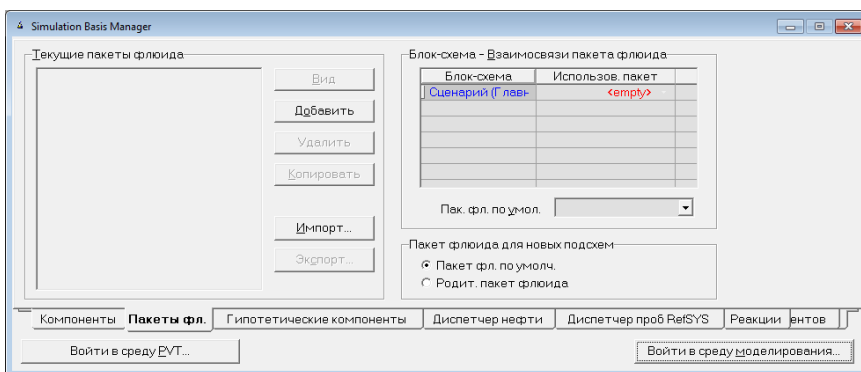 Simulation Basis Manager
Текущие пакеты флюида
Вид
Добавить
Удалить
Копировать
Импорт...
Экспорт...
Блок-схема - Взаимосвязи пакета флюида
Блок-схема Использов. пакет
Сценарий (Главн <empty>
Пак. фл. по умол.
Пакет флюида для новых подсхем
Пакет фл. по умолч.
Родит. пакет флюида
Компоненты Пакеты фл. Гипотетические компоненты Диспетчер нефти Диспетчер проб RefSYS Реакции ентов
Войти в среду PVT... Войти в среду моделирования...